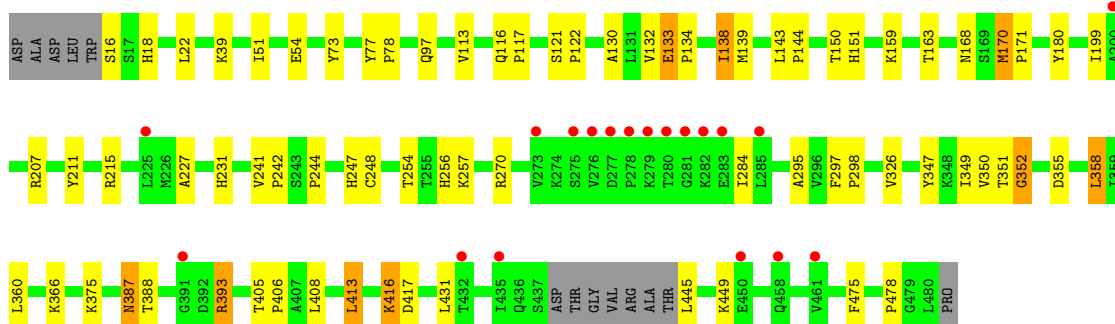 ASP ALA ASP LEU TRP S16 S17 H18 L22 K39 I51 E54 Y73 Y77 P78 Q97 V113 Q116 P117 S121 P122 A130 L131 V132 E133 P134 I138 M139 L143 P144 T150 H151 K159 T163 N168 S169 M170 P171 Y180 I199 A200
R207 Y211 R215 L225 M226 A227 H231 V241 P242 S243 P244 H247 C248 T254 T255 H256 K257 R270 V273 K274 S275 V276 D277 P278 K279 T280 G281 K282 E283 I284 L285 A295 V296 F297 P298 V326 Y347 K348 I349 V350 T351 G352 D355 L358 I359
L360 K366 K375 N387 T388 G391 D392 R393 T405 P406 A407 L408 L413 K416 D417 L431 T432 I435 Q436 S437 ASP THR GLY VAL ARG ALA THR L445 K449 E450 Q458 V461 F475 P478 G479 L480 PRO